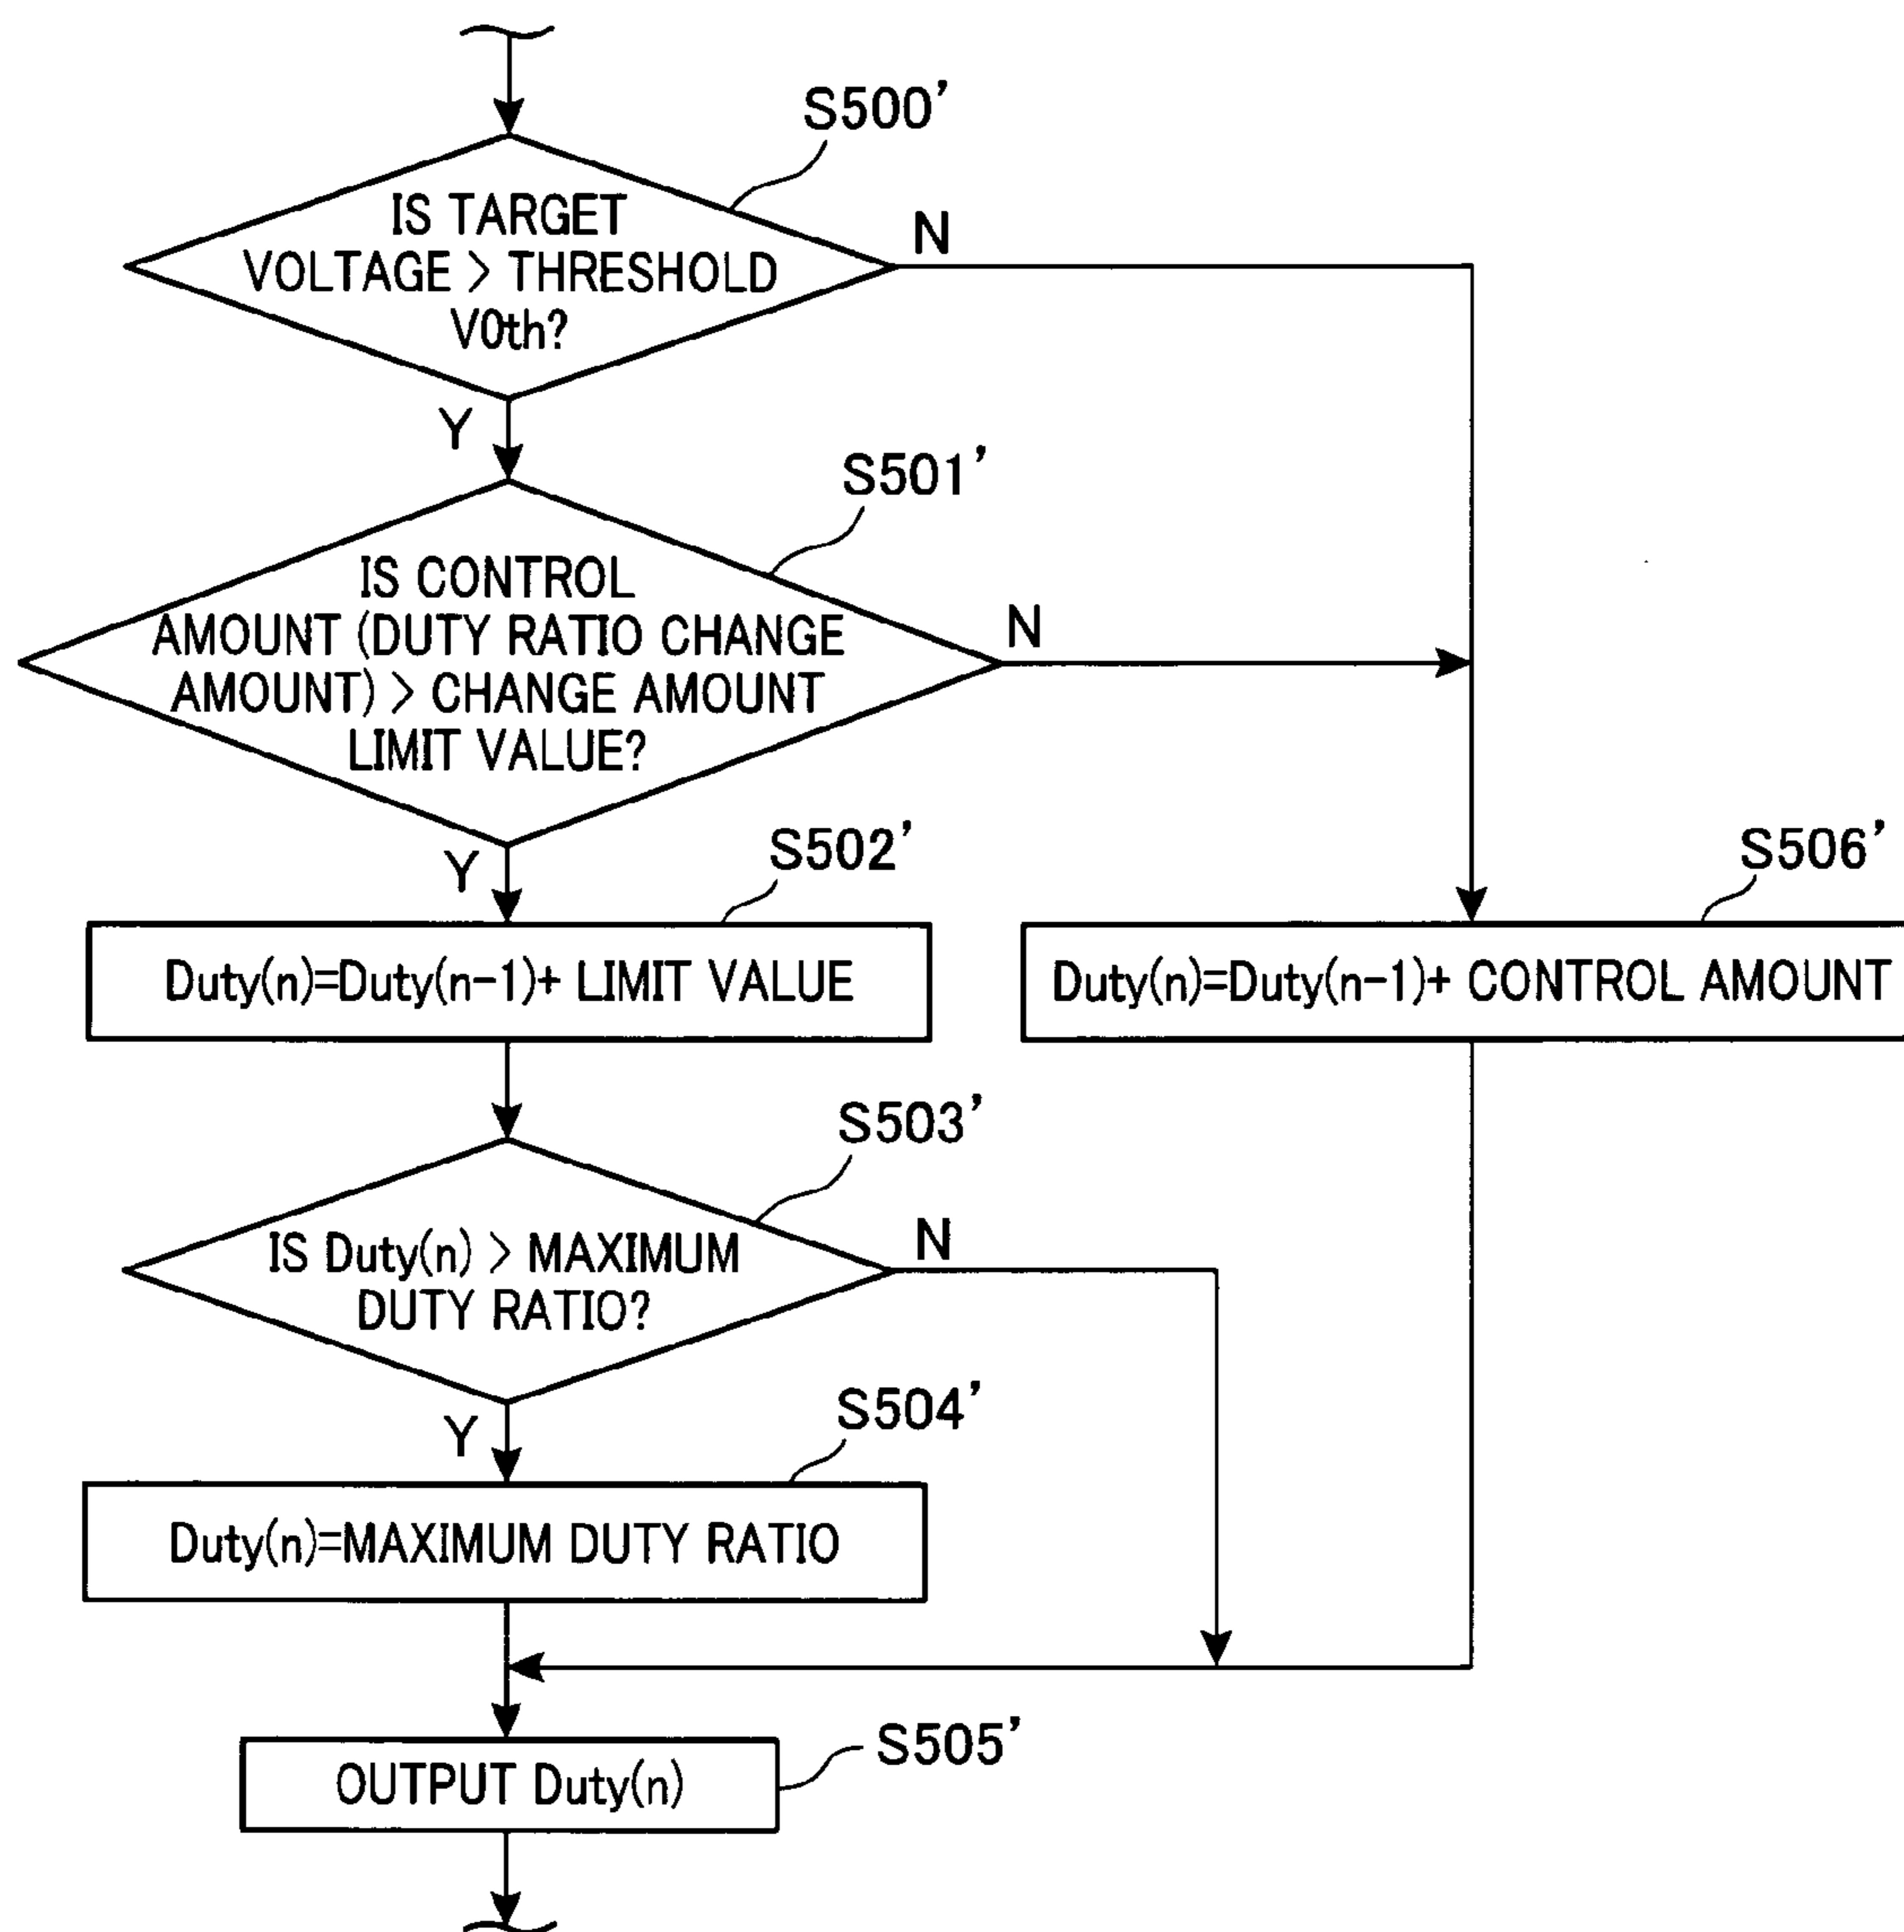 S500'
IS TARGET
VOLTAGE > THRESHOLD
V0th?
N
Y
S501'
IS CONTROL
AMOUNT (DUTY RATIO CHANGE
AMOUNT) > CHANGE AMOUNT
LIMIT VALUE?
N
Y
S502'
Duty(n)=Duty(n-1)+ LIMIT VALUE
S506'
Duty(n)=Duty(n-1)+ CONTROL AMOUNT
S503'
IS Duty(n) > MAXIMUM
DUTY RATIO?
N
Y
S504'
Duty(n)=MAXIMUM DUTY RATIO
S505'
OUTPUT Duty(n)